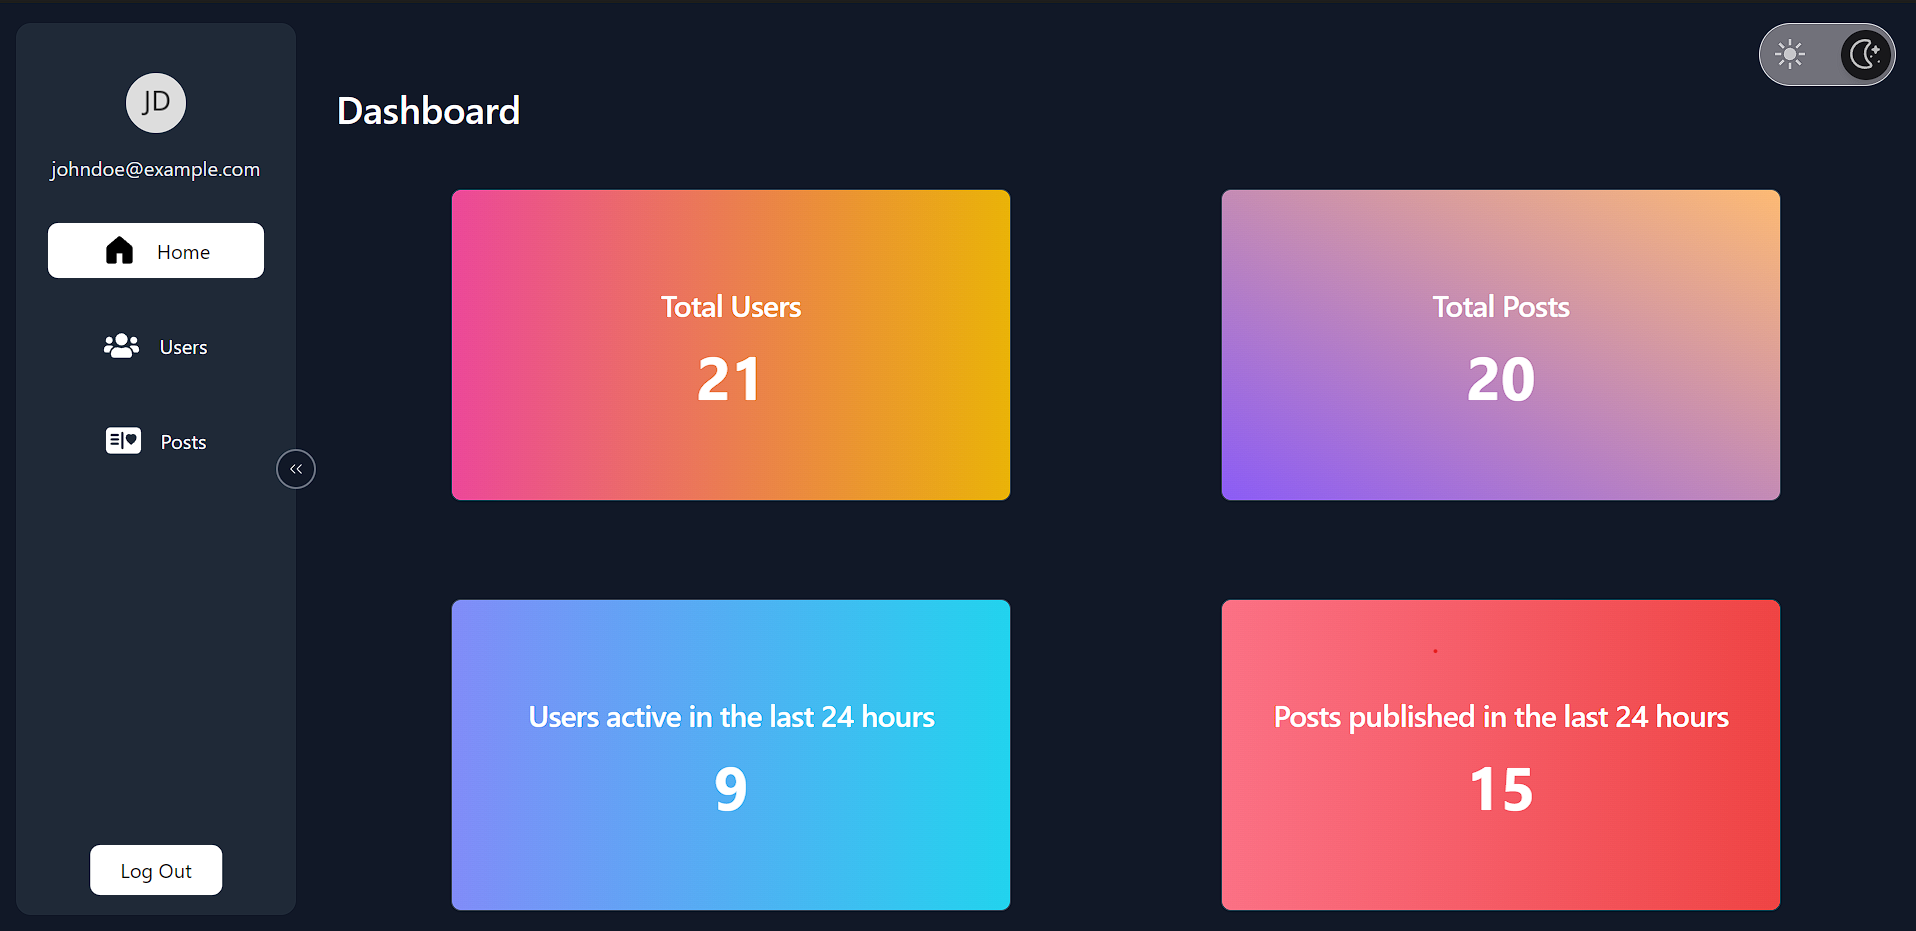 JD
johndoe@example.com
Home
Users
Posts
Log Out
Dashboard
Total Users
21
Total Posts
20
Users active in the last 24 hours
9
Posts published in the last 24 hours
15